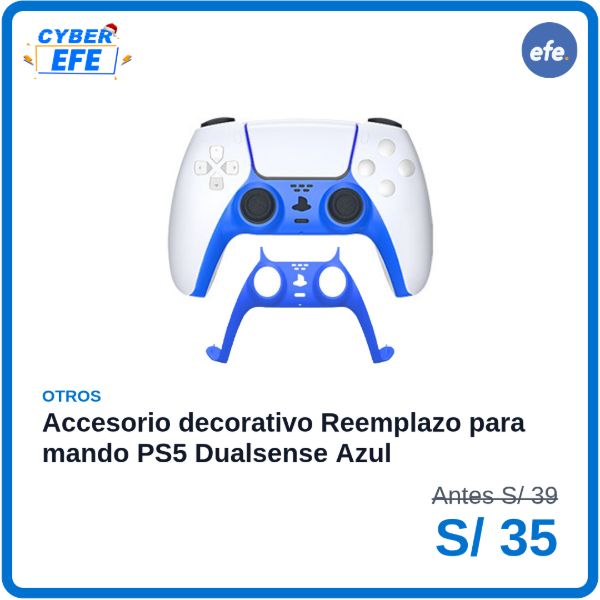 CYBER
EFE
efe.
OTROS
Accesorio decorativo Reemplazo para
mando PS5 Dualsense Azul
Antes S/ 39
S/ 35